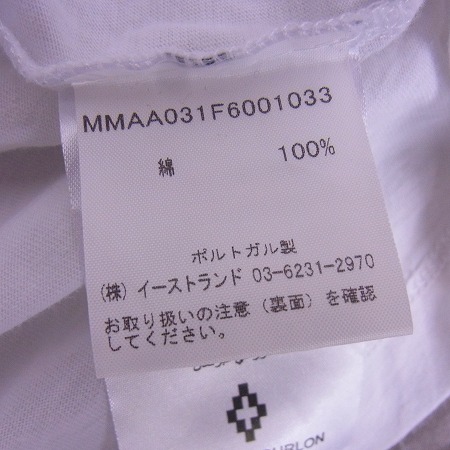 MMAA031F6001033
綿 100%
ポルトガル製
(株) イーストランド 03-6231-2970
お取り扱いの注意 (裏面) を確認
してください。